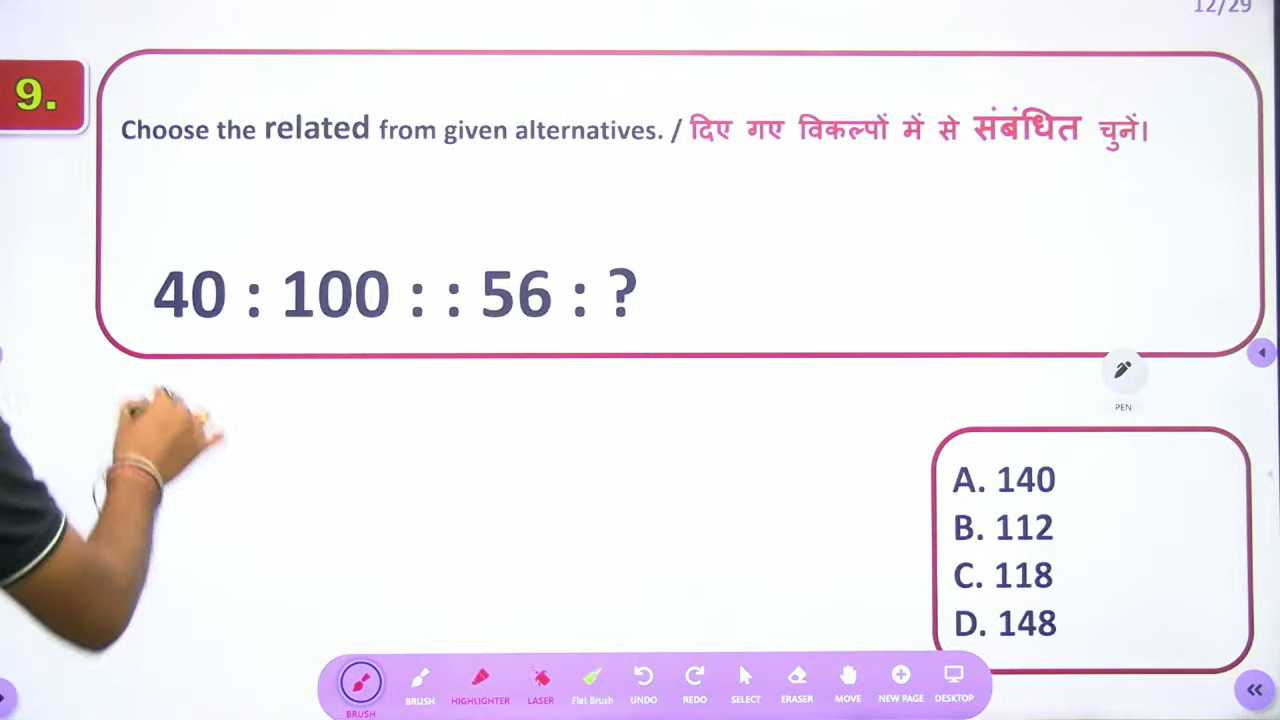 12/29
9.
Choose the related from given alternatives. / दिए गए विकल्पों में से संबंधित चुनें।
40 : 100 : : 56 : ?
PEN
A. 140
B. 112
C. 118
D. 148
BRUSH
BRUSH
HIGHLIGHTER
LASER
Flat Brush
UNDO
REDO
SELECT
ERASER
MOVE
NEW PAGE
DESKTOP